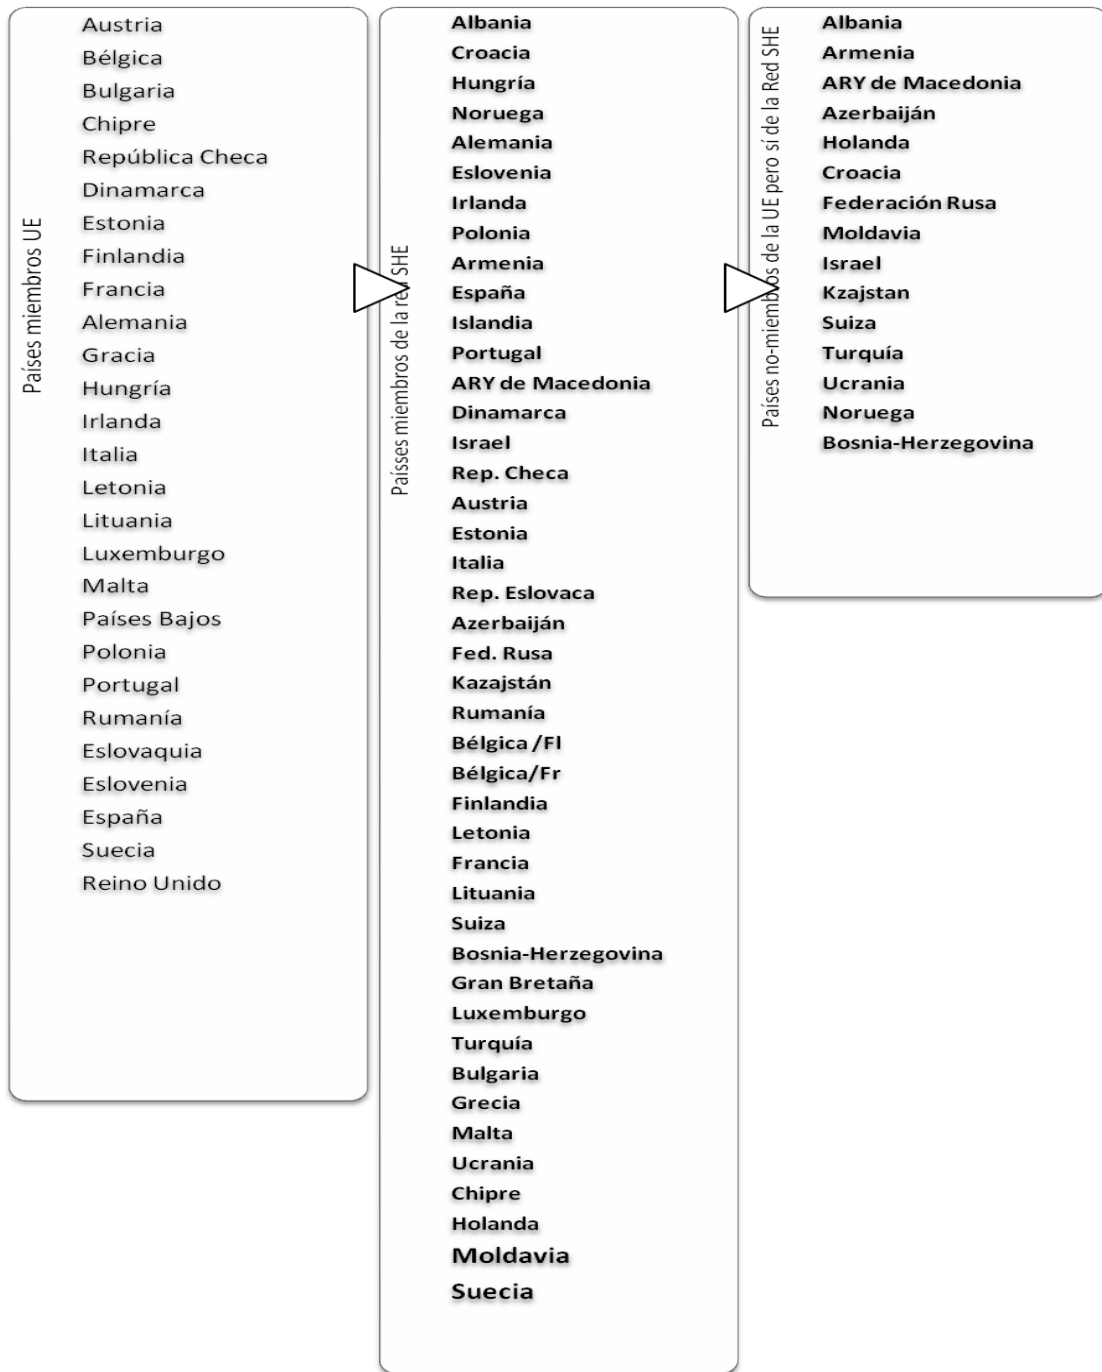 Países miembros UE
Austria
Bélgica
Bulgaria
Chipre
República Checa
Dinamarca
Estonia
Finlandia
Francia
Alemania
Gracia
Hungría
Irlanda
Italia
Letonia
Lituania
Luxemburgo
Malta
Países Bajos
Polonia
Portugal
Rumanía
Eslovaquia
Eslovenia
España
Suecia
Reino Unido
Païsses miembros de la red SHE
Albania
Croacia
Hungría
Noruega
Alemania
Eslovenia
Irlanda
Polonia
Armenia
España
Islandia
Portugal
ARY de Macedonia
Dinamarca
Israel
Rep. Checa
Austria
Estonia
Italia
Rep. Eslovaca
Azerbaiján
Fed. Rusa
Kazajstán
Rumanía
Bélgica /Fl
Bélgica/Fr
Finlandia
Letonia
Francia
Lituania
Suiza
Bosnia-Herzegovina
Gran Bretaña
Luxemburgo
Turquía
Bulgaria
Grecia
Malta
Ucrania
Chipre
Holanda
Moldavia
Suecia
Países no-miembros de la UE pero sí de la Red SHE
Albania
Armenia
ARY de Macedonia
Azerbaiján
Holanda
Croacia
Federación Rusa
Moldavia
Israel
Kzajstan
Suiza
Turquía
Ucrania
Noruega
Bosnia-Herzegovina